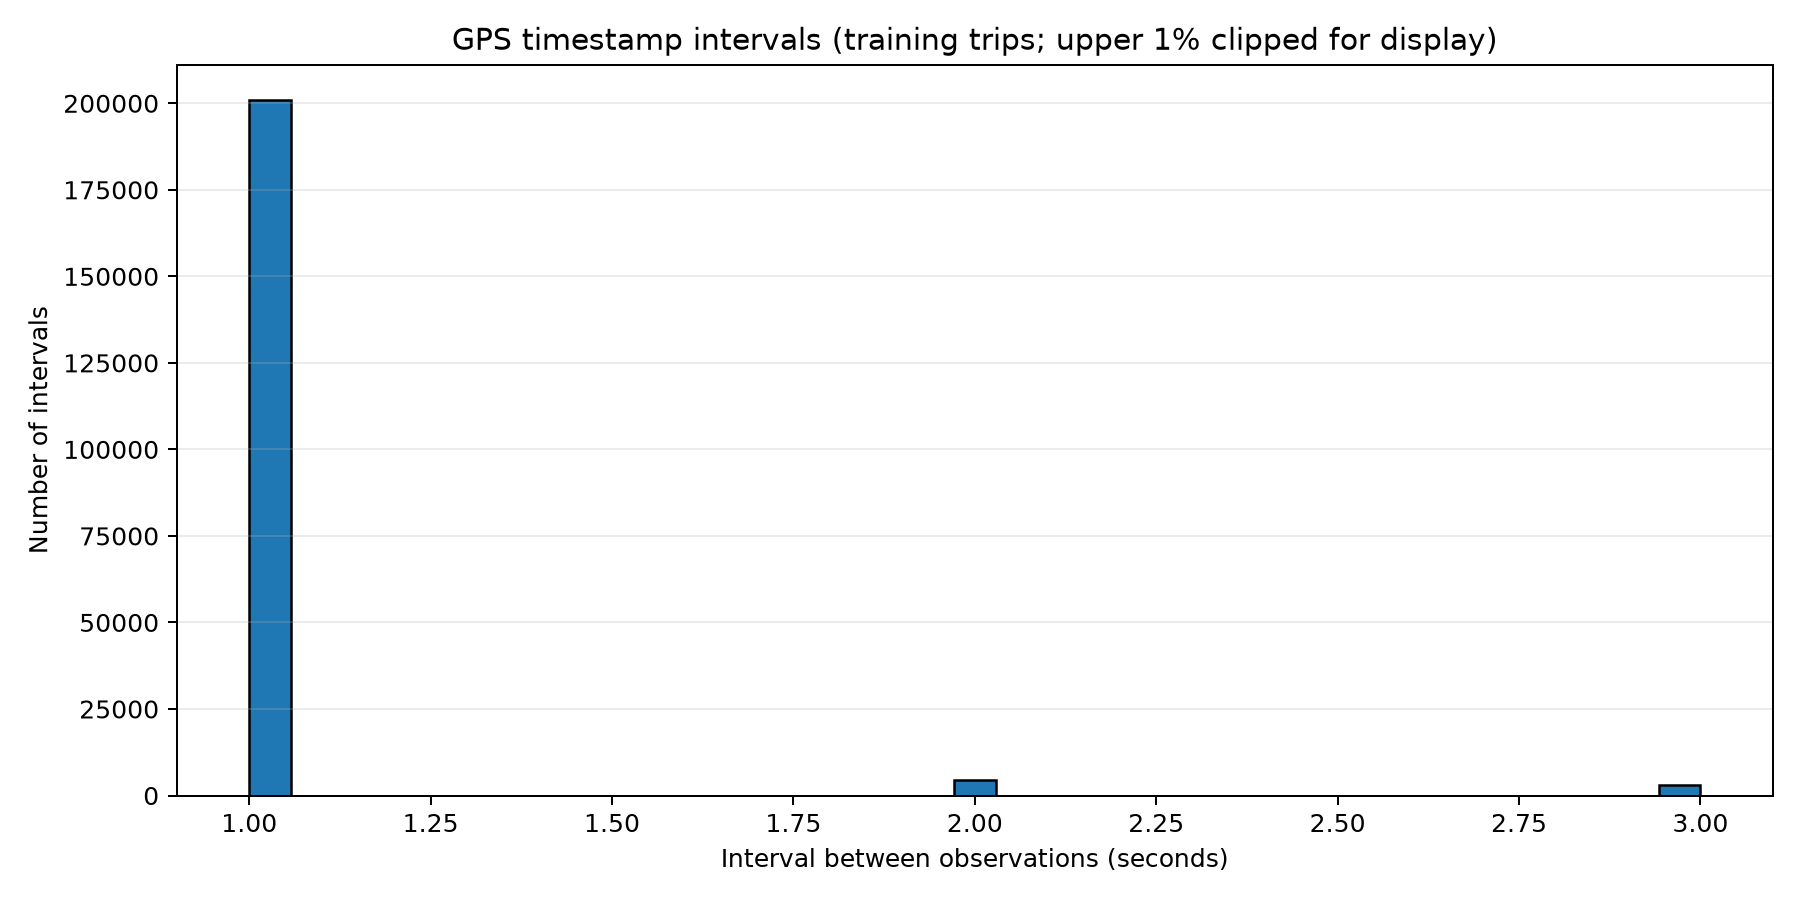 GPS timestamp intervals (training trips; upper 1% clipped for display)
Number of intervals
200000
175000
150000
125000
100000
75000
50000
25000
0
1.00 1.25 1.50 1.75 2.00 2.25 2.50 2.75 3.00
Interval between observations (seconds)